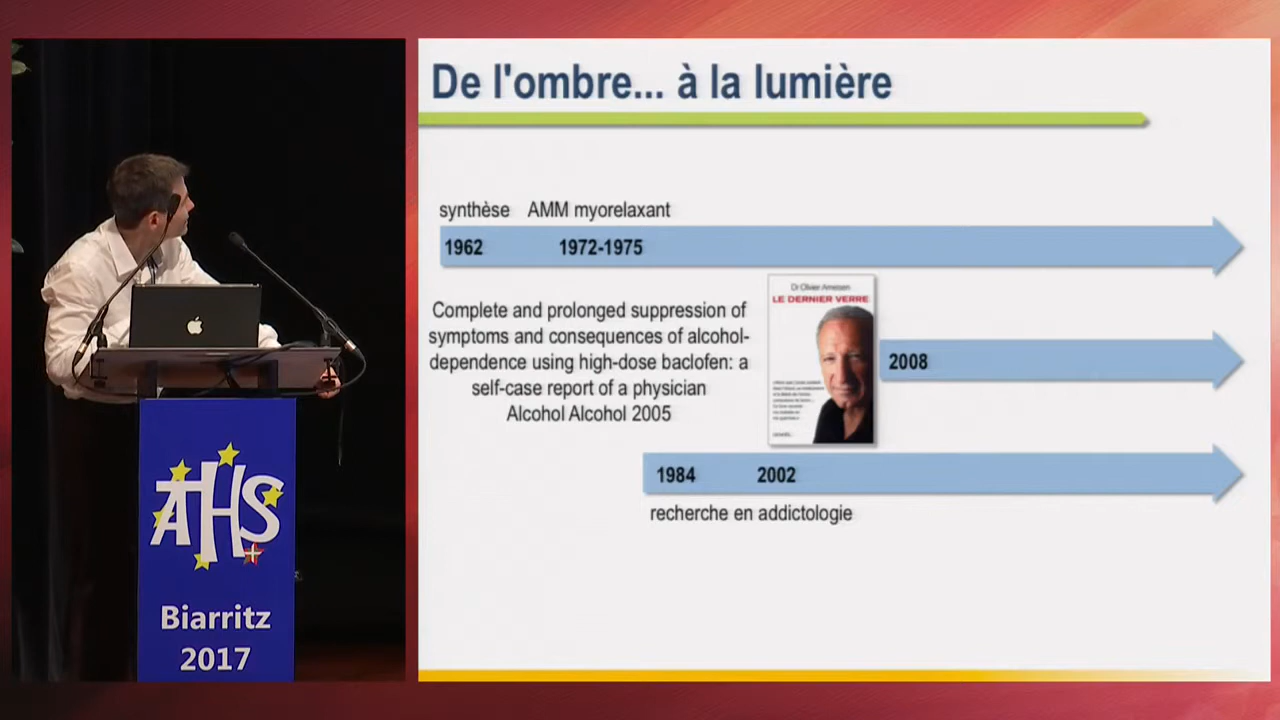 De l'ombre... à la lumière
synthèse AMM myorelaxant
1962 1972-1975
Complete and prolonged suppression of
symptoms and consequences of alcohol-
dependence using high-dose baclofen: a
self-case report of a physician
Alcohol Alcohol 2005
Dr Olivier Ameisen
LE DERNIER VERRE
2008
1984 2002
recherche en addictologie
AHS
Biarritz
2017